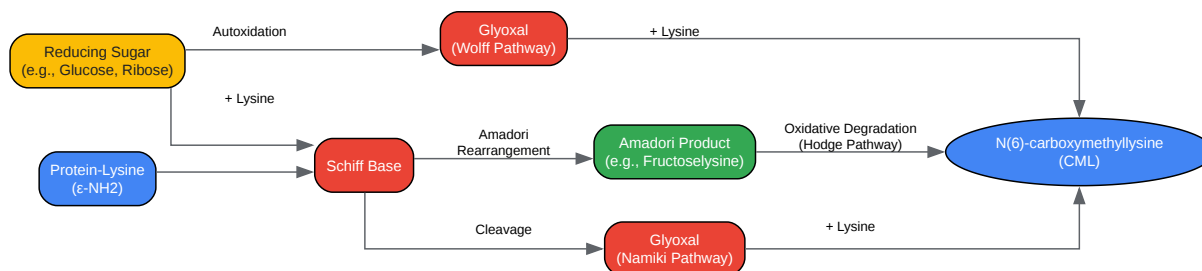 Autoxidation
Glyoxal
(Wolff Pathway)
+ Lysine
Reducing Sugar
(e.g., Glucose, Ribose)
+ Lysine
Protein-Lysine
(ε-NH2)
Schiff Base
Amadori
Rearrangement
Amadori Product
(e.g., Fructoselysine)
Oxidative Degradation
(Hodge Pathway)
N(6)-carboxymethyllysine
(CML)
Cleavage
Glyoxal
(Namiki Pathway)
+ Lysine